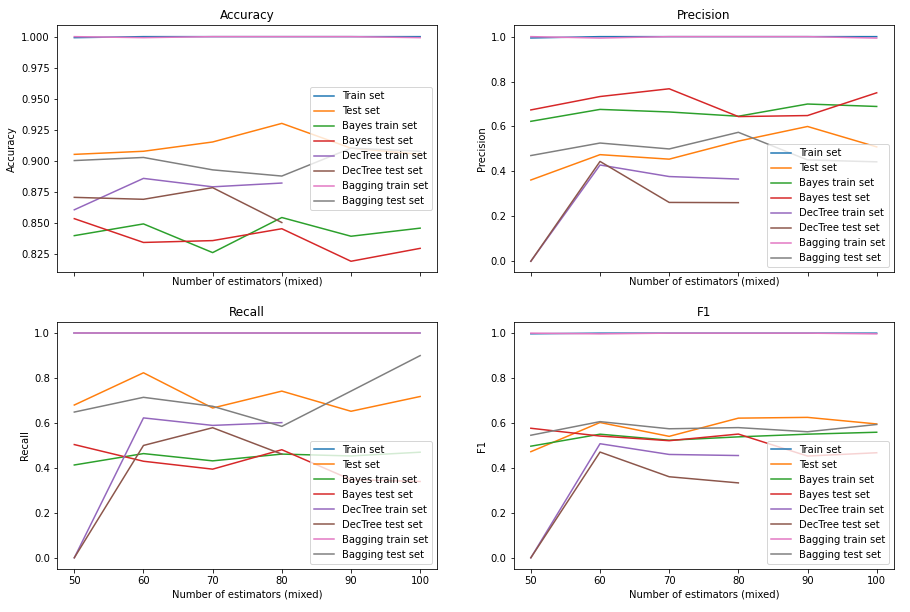 Accuracy
1.000
0.975
0.950
0.925
0.900
0.875
0.850
0.825
Accuracy
Train set
Test set
Bayes train set
Bayes test set
DecTree train set
DecTree test set
Bagging train set
Bagging test set
Number of estimators (mixed)
Precision
1.0
0.8
0.6
0.4
0.2
0.0
Precision
Train set
Test set
Bayes train set
Bayes test set
DecTree train set
DecTree test set
Bagging train set
Bagging test set
Number of estimators (mixed)
Recall
1.0
0.8
0.6
0.4
0.2
0.0
Recall
Train set
Test set
Bayes train set
Bayes test set
DecTree train set
DecTree test set
Bagging train set
Bagging test set
50 60 70 80 90 100
Number of estimators (mixed)
F1
1.0
0.8
0.6
0.4
0.2
0.0
F1
Train set
Test set
Bayes train set
Bayes test set
DecTree train set
DecTree test set
Bagging train set
Bagging test set
50 60 70 80 90 100
Number of estimators (mixed)